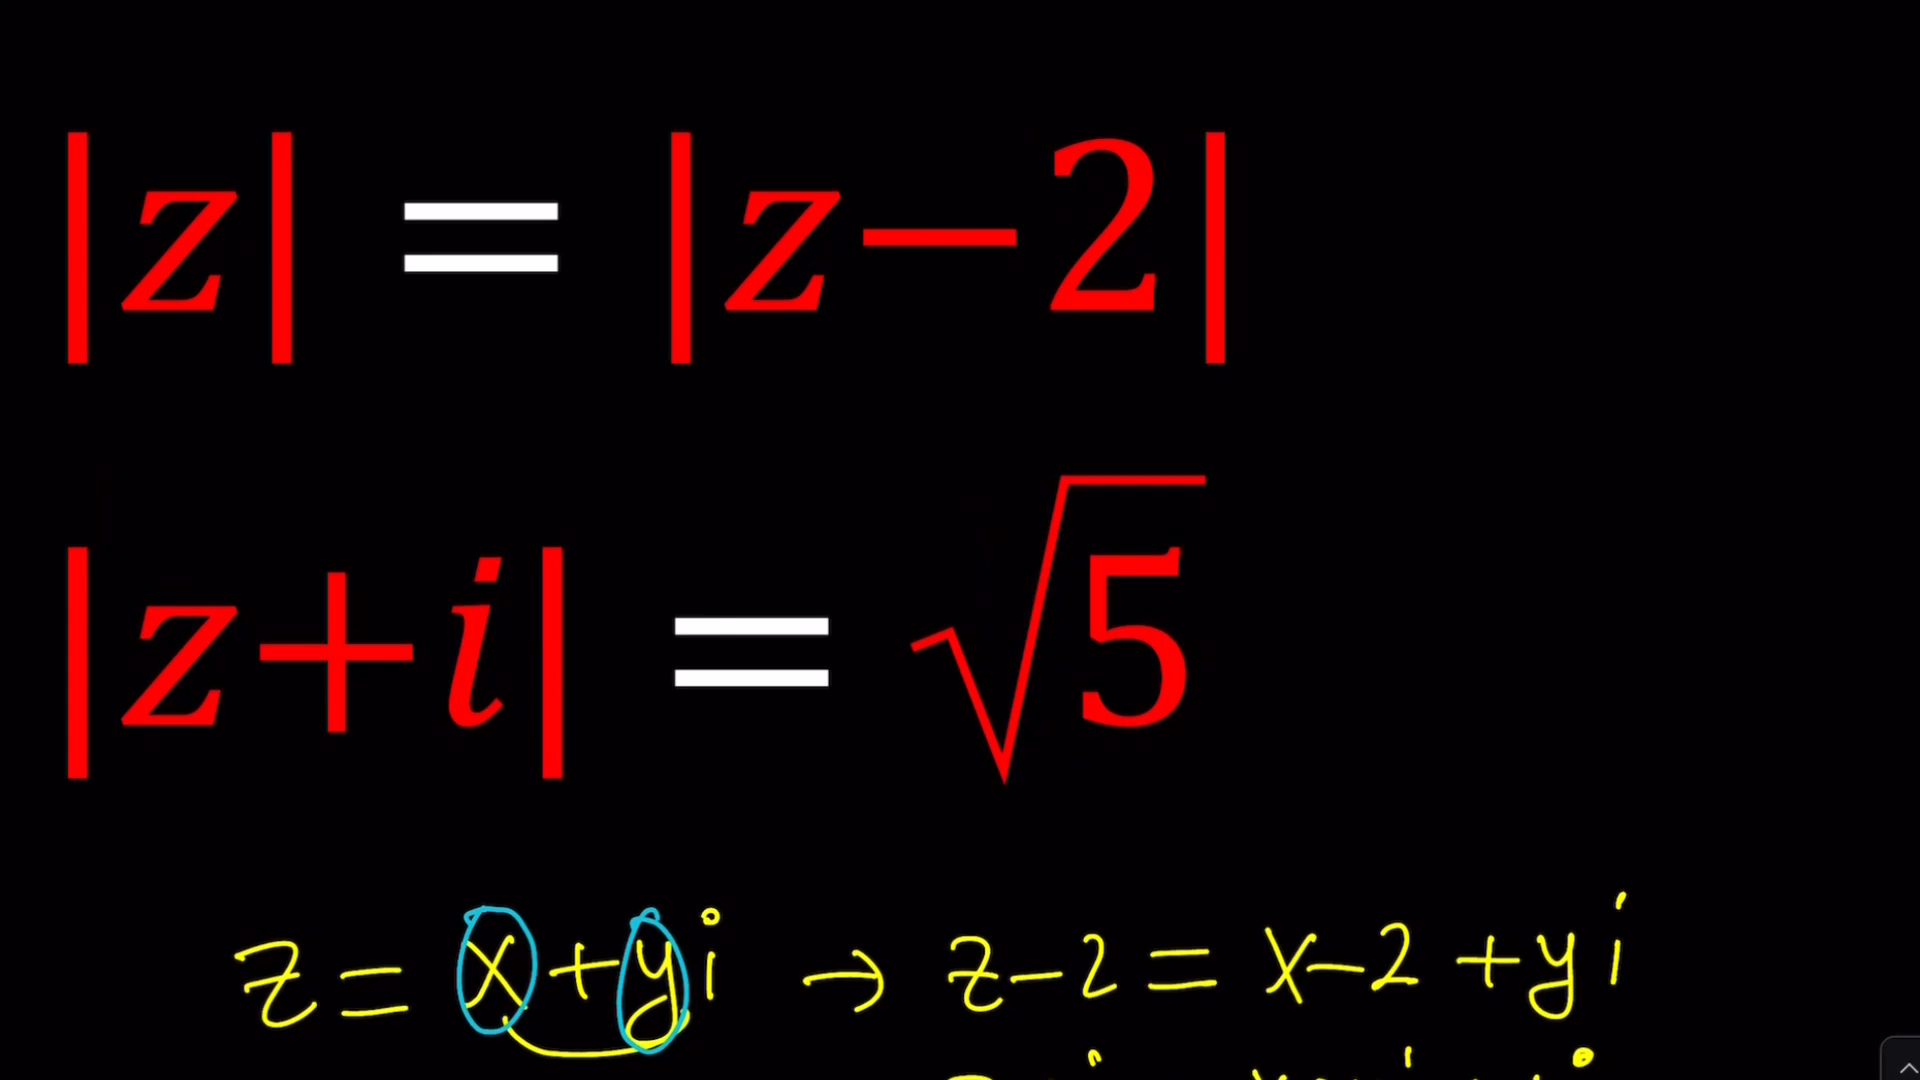 |z| = |z−2|
|z+i| = √5
z = x+yi → z−2 = x−2+yi